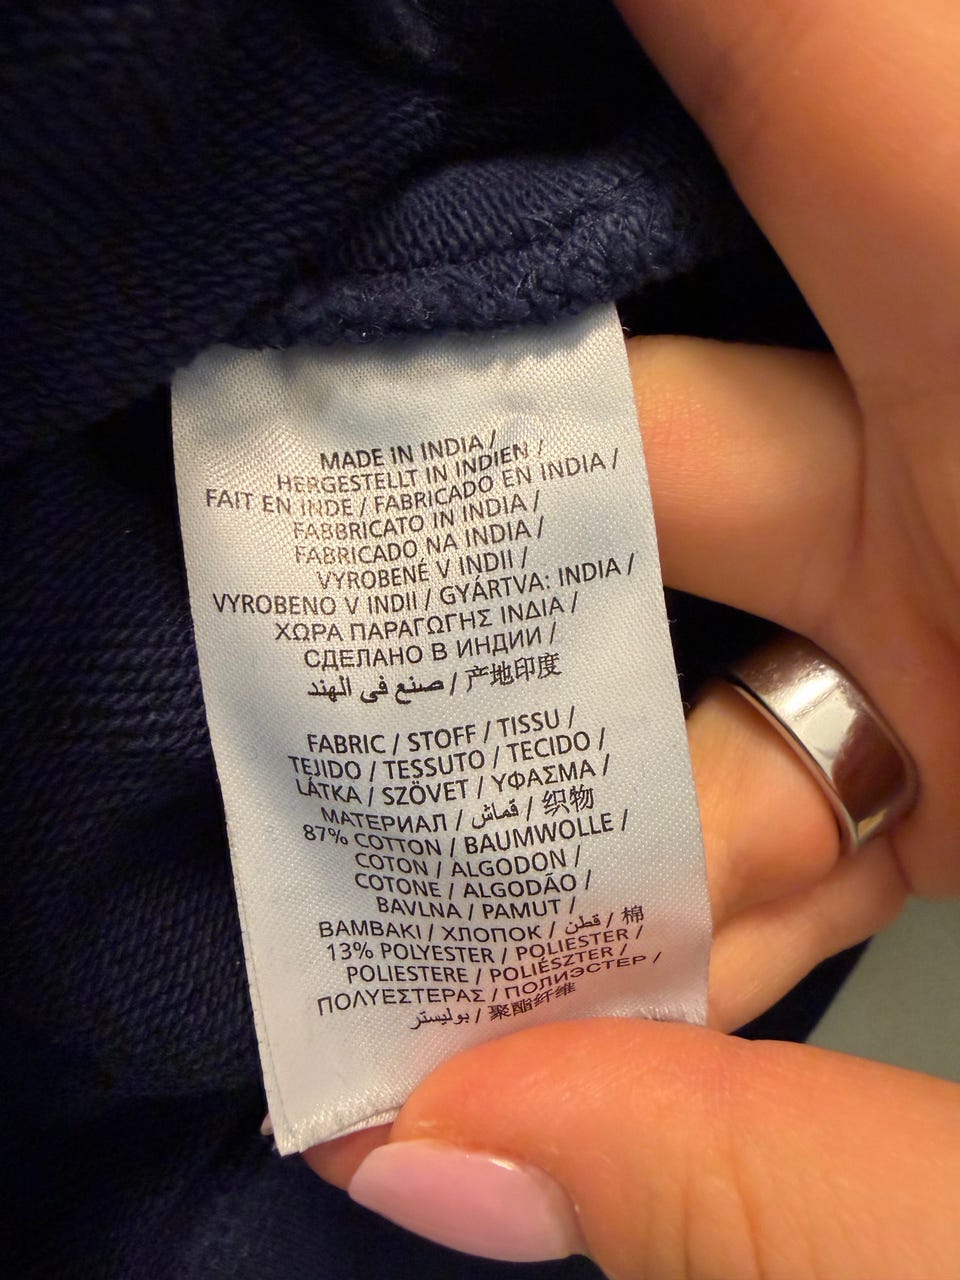 MADE IN INDIA /
HERGESTELLT IN INDIEN /
FAIT EN INDE / FABRICADO EN INDIA /
FABBRICATO IN INDIA /
FABRICADO NA INDIA /
VYROBENÉ V INDII /
VYROBENO V INDII / GYÁRTVA: INDIA /
ΧΩΡΑ ΠΑΡΑΓΩΓΗΣ ΙΝΔΙΑ /
СДЕЛАНО В ИНДИИ /
صنع في الهند / 产地印度
FABRIC / STOFF / TISSU /
TEJIDO / TESSUTO / TECIDO /
LÁTKA / SZÖVET / ΥΦΑΣΜΑ /
МАТЕРИАЛ / قماش / 织物
87% COTTON / BAUMWOLLE /
COTON / ALGODON /
COTONE / ALGODÃO /
BAVLNA / PAMUT /
ΒΑΜΒΑΚΙ / ХЛОПОК / قطن / 棉
13% POLYESTER / POLIESTER /
POLIESTERE / POLIÉSZTER /
ΠΟΛΥΕΣΤΕΡΑΣ / ПОЛИЭСТЕР /
بوليستر / 聚酯纤维